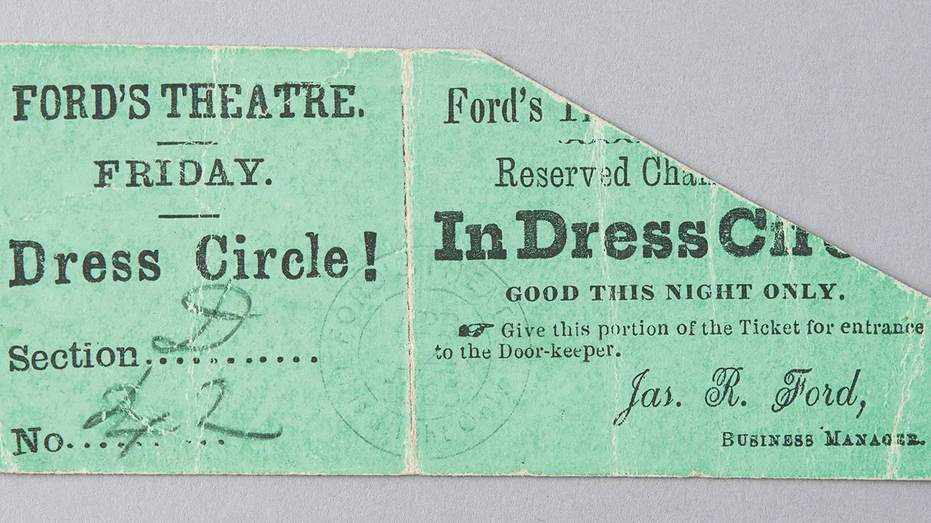 FORD'S THEATRE.
FRIDAY.
Dress Circle!
Section D
No. 42
Ford's
Reserved
In Dress
GOOD THIS NIGHT ONLY.
Give this portion of the Ticket for entrance
to the Door-keeper.
Jas. R. Ford,
BUSINESS MANAGER.